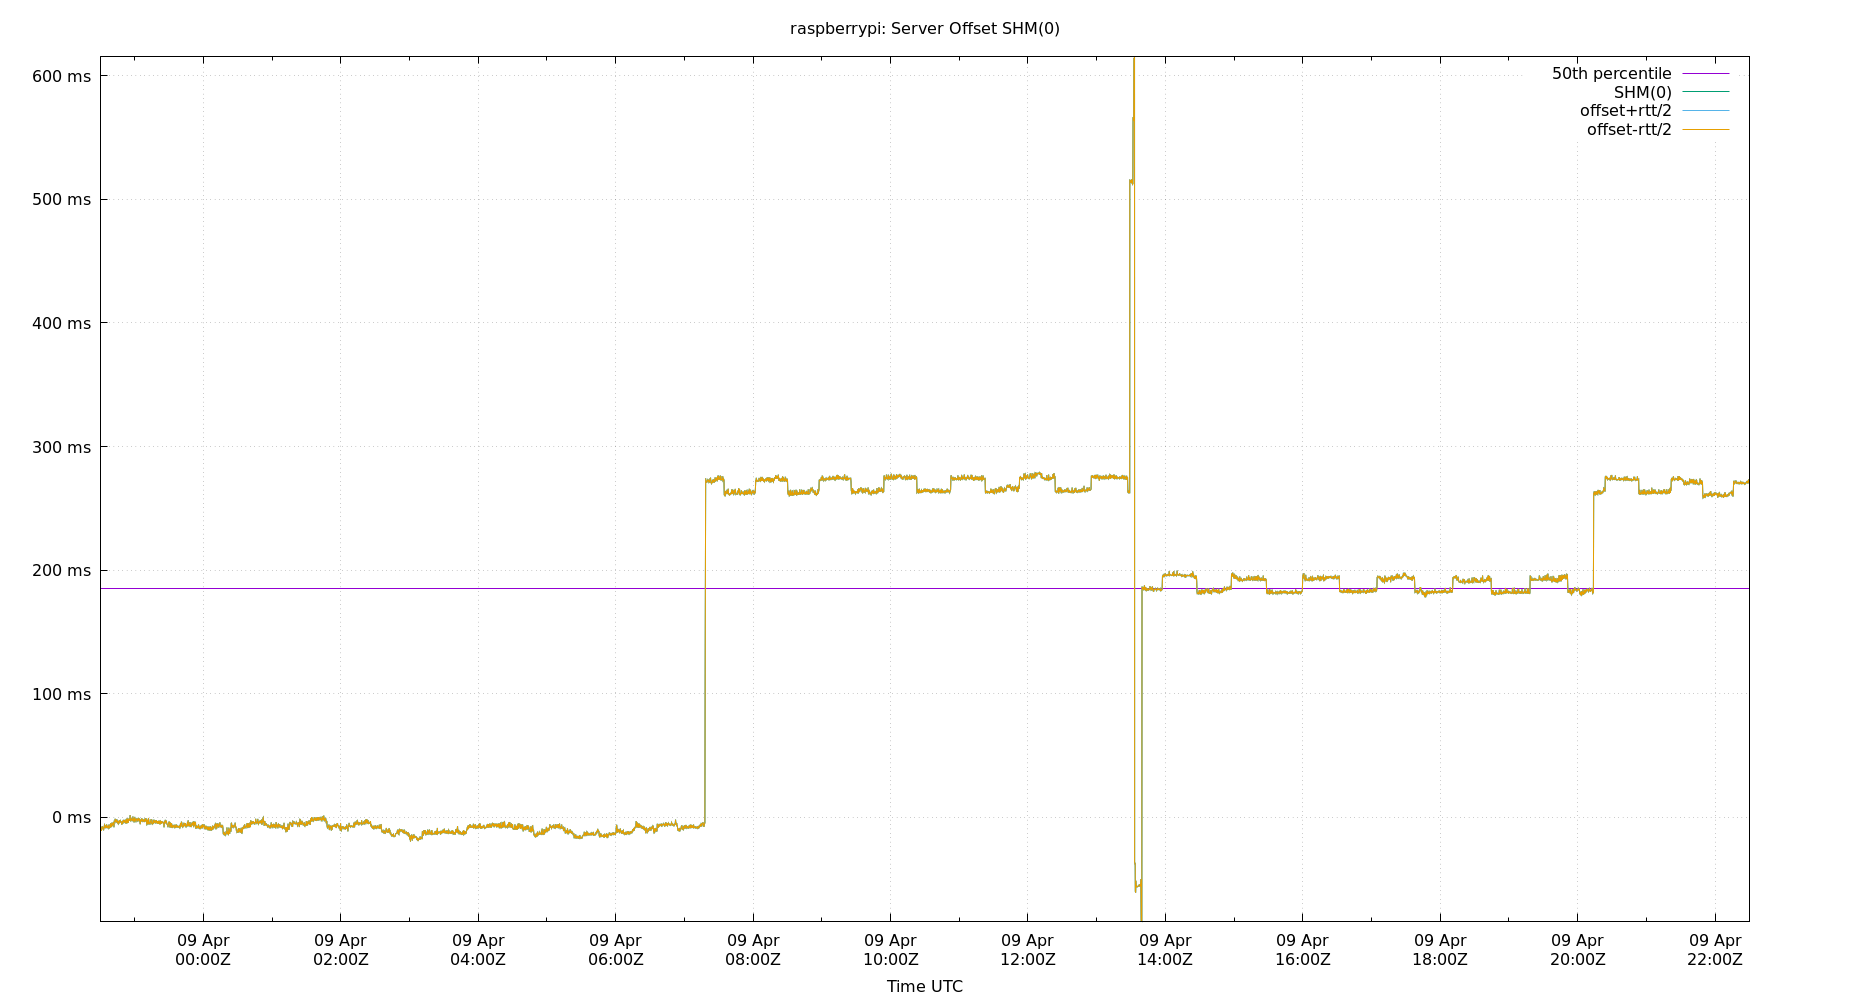 raspberrypi: Server Offset SHM(0)
600 ms
500 ms
400 ms
300 ms
200 ms
100 ms
0 ms
50th percentile
SHM(0)
offset+rtt/2
offset-rtt/2
09 Apr 09 Apr 09 Apr 09 Apr 09 Apr 09 Apr 09 Apr 09 Apr 09 Apr 09 Apr 09 Apr 09 Apr
00:00Z 02:00Z 04:00Z 06:00Z 08:00Z 10:00Z 12:00Z 14:00Z 16:00Z 18:00Z 20:00Z 22:00Z
Time UTC